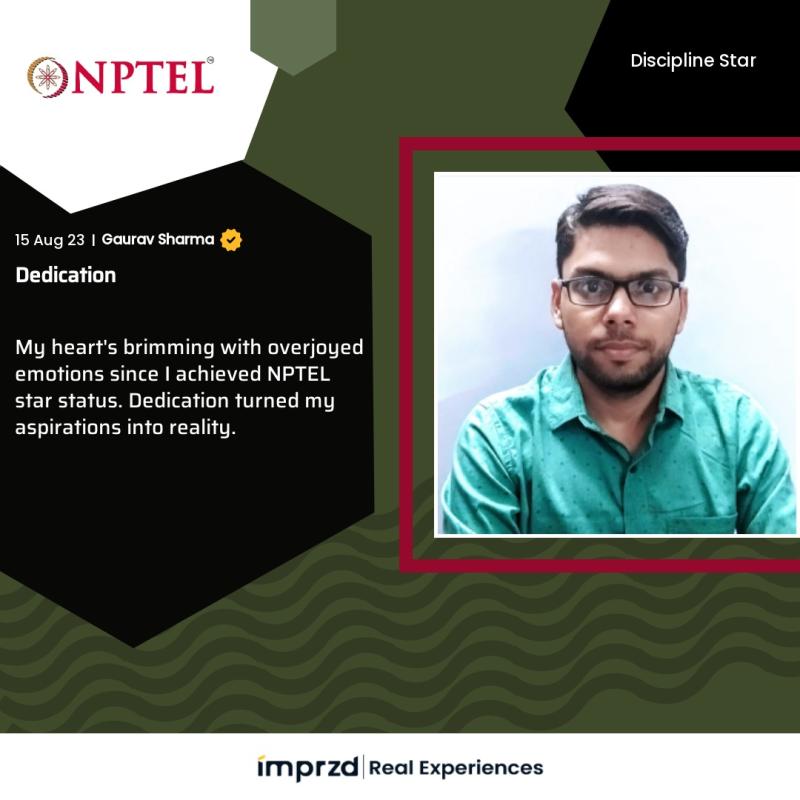 NPTEL
Discipline Star
15 Aug 23 | Gaurav Sharma
Dedication
My heart's brimming with overjoyed
emotions since I achieved NPTEL
star status. Dedication turned my
aspirations into reality.
imprzd | Real Experiences